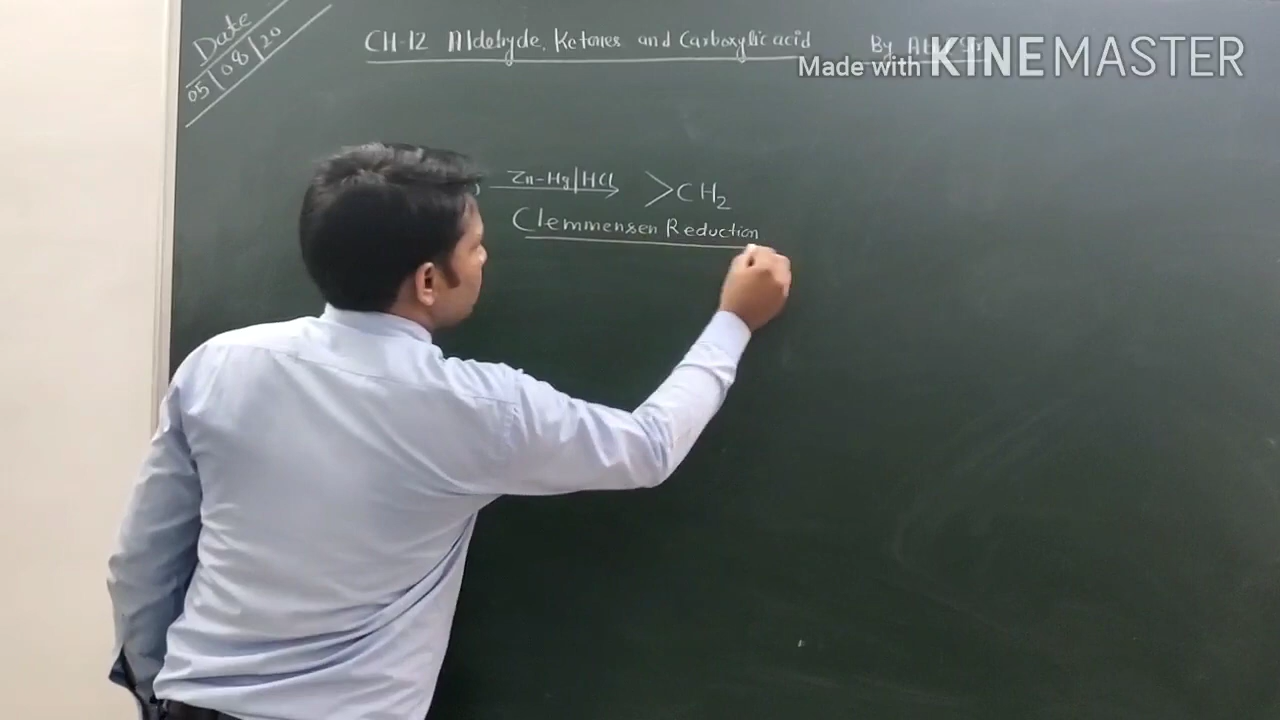 Date
05/08/20
CH-12 Aldehyde, Ketones and Carboxylic acid By
Made with KINEMASTER
Zn-Hg/HCl >CH₂
Clemmensen Reduction